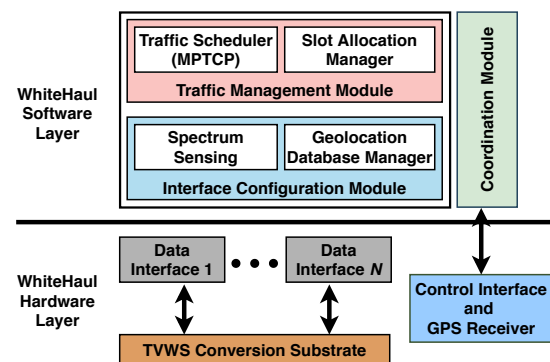 WhiteHaul
Software
Layer
Traffic Scheduler
(MPTCP)
Slot Allocation
Manager
Traffic Management Module
Spectrum
Sensing
Geolocation
Database Manager
Interface Configuration Module
Coordination Module
WhiteHaul
Hardware
Layer
Data
Interface 1
Data
Interface N
Control Interface
and
GPS Receiver
TVWS Conversion Substrate